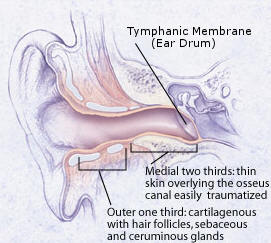 Tymphanic Membrane
(Ear Drum)
Medial two thirds: thin
skin overlying the osseus
canal easily traumatized
Outer one third: cartilagenous
with hair follicles, sebaceous
and ceruminous glands